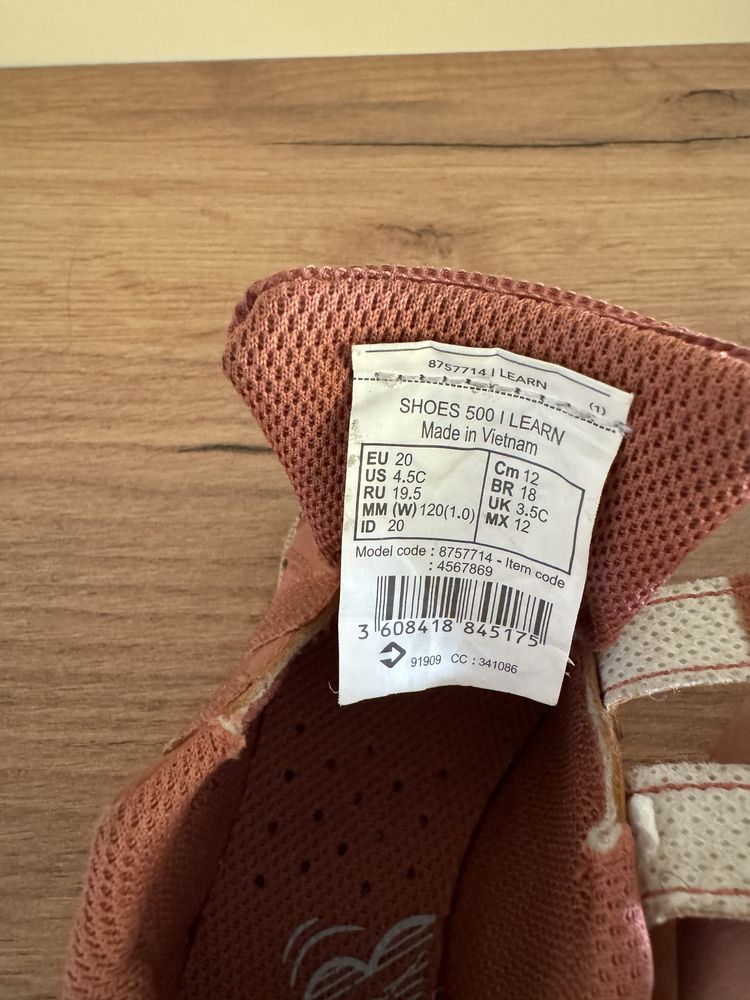 8757714 I LEARN
(1)
SHOES 500 I LEARN
Made in Vietnam
EU 20
US 4.5C
RU 19.5
MM (W) 120(1.0)
ID 20
Cm 12
BR 18
UK 3.5C
MX 12
Model code : 8757714 - Item code
: 4567869
3 608418 845175
91909 CC : 341086